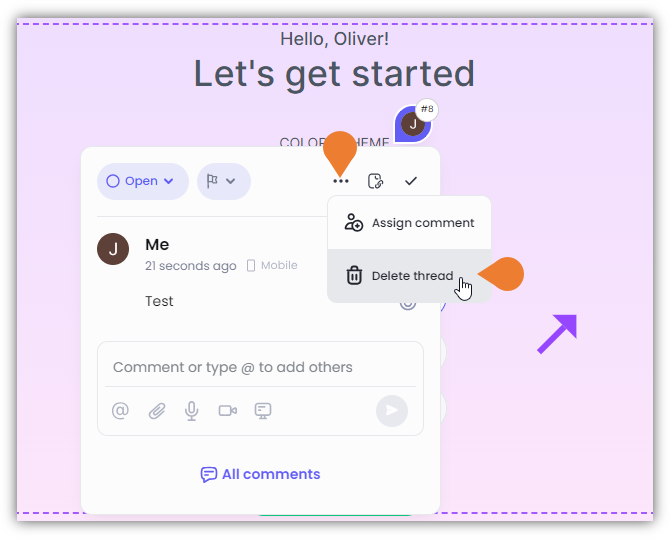 Hello, Oliver!
Let's get started
#8
J
COLOR THEME
Open
Assign comment
J
Me
21 seconds ago
Mobile
Delete thread
Test
Comment or type @ to add others
All comments